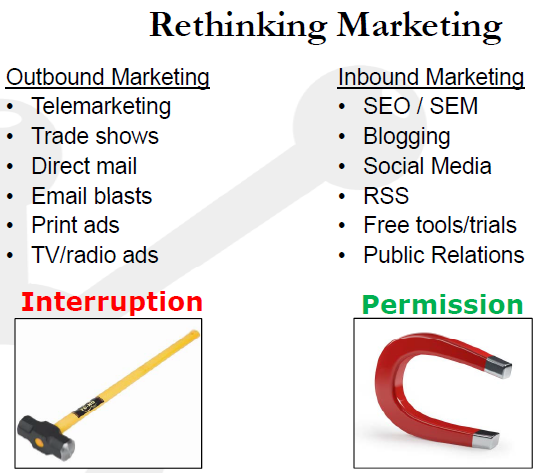 Rethinking Marketing
Outbound Marketing
• Telemarketing
• Trade shows
• Direct mail
• Email blasts
• Print ads
• TV/radio ads
Interruption
Inbound Marketing
• SEO / SEM
• Blogging
• Social Media
• RSS
• Free tools/trials
• Public Relations
Permission